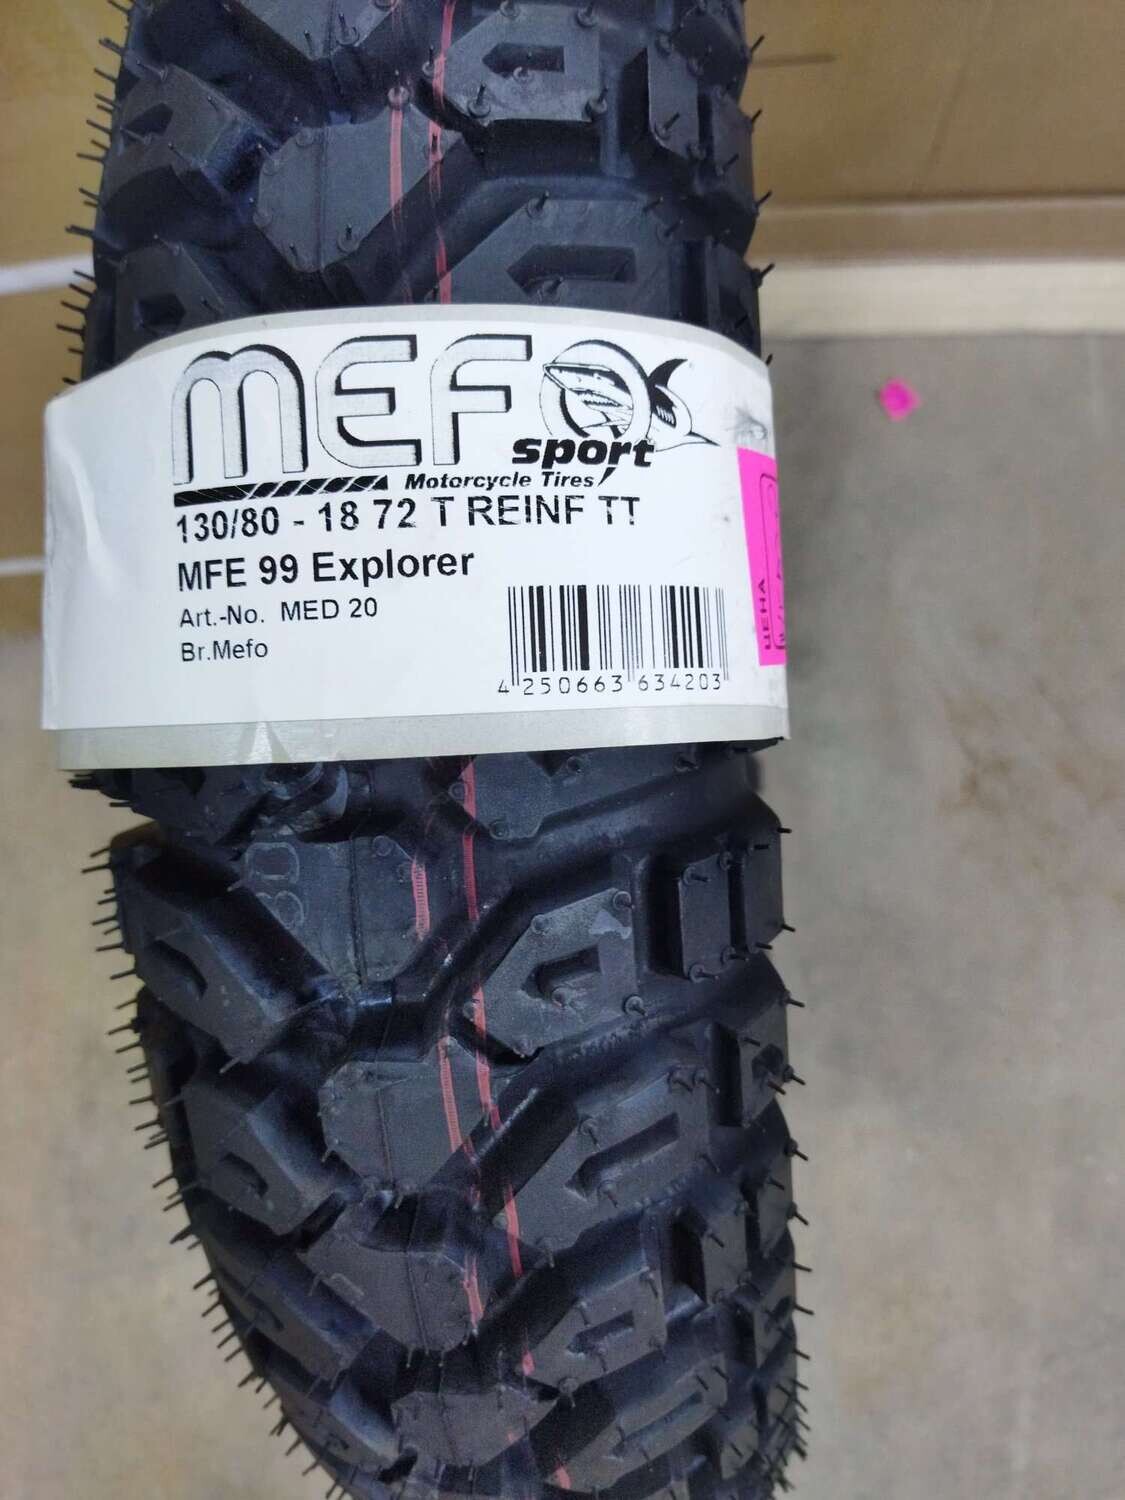 MEFO
sport
Motorcycle Tires
130/80 - 18 72 T REINF TT
MFE 99 Explorer
Art.-No. MED 20
Br.Mefo
4 250663 634203
ЦЕНА